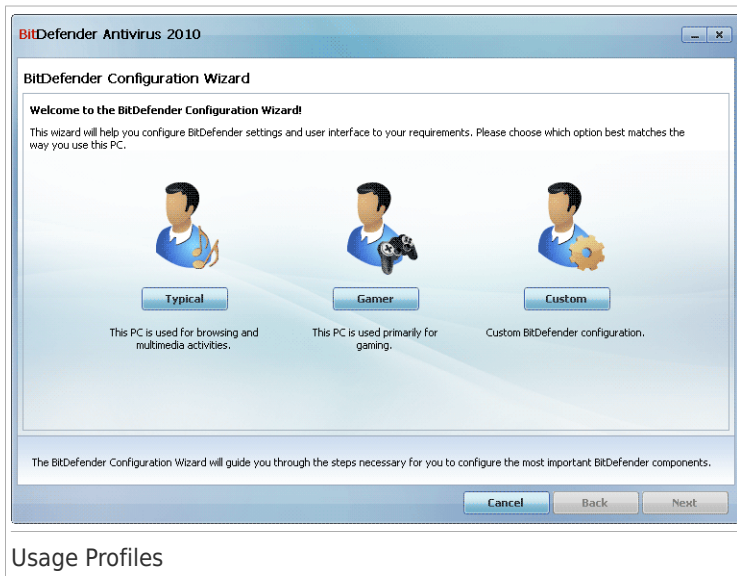 BitDefender Antivirus 2010
BitDefender Configuration Wizard
Welcome to the BitDefender Configuration Wizard!
This wizard will help you configure BitDefender settings and user interface to your requirements. Please choose which option best matches the
way you use this PC.
Typical
Gamer
Custom
This PC is used for browsing and
multimedia activities.
This PC is used primarily for
gaming.
Custom BitDefender configuration.
The BitDefender Configuration Wizard will guide you through the steps necessary for you to configure the most important BitDefender components.
Cancel
Back
Next
Usage Profiles